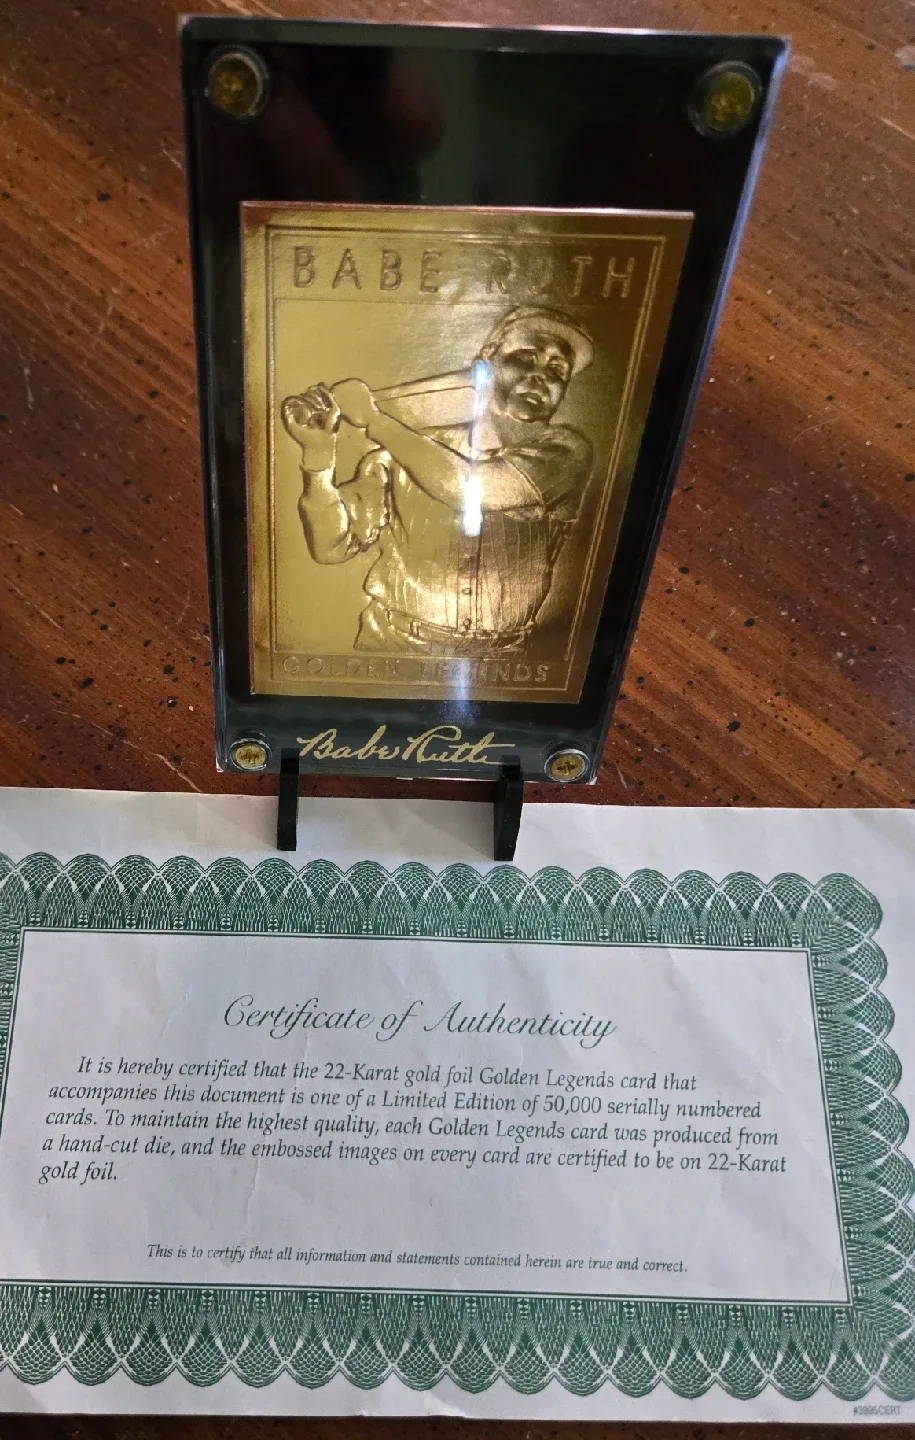 BABE RUTH
GOLDEN LEGENDS
Babe Ruth
Certificate of Authenticity
It is hereby certified that the 22-Karat gold foil Golden Legends card that
accompanies this document is one of a Limited Edition of 50,000 serially numbered
cards. To maintain the highest quality, each Golden Legends card was produced from
a hand-cut die, and the embossed images on every card are certified to be on 22-Karat
gold foil.
This is to certify that all information and statements contained herein are true and correct.